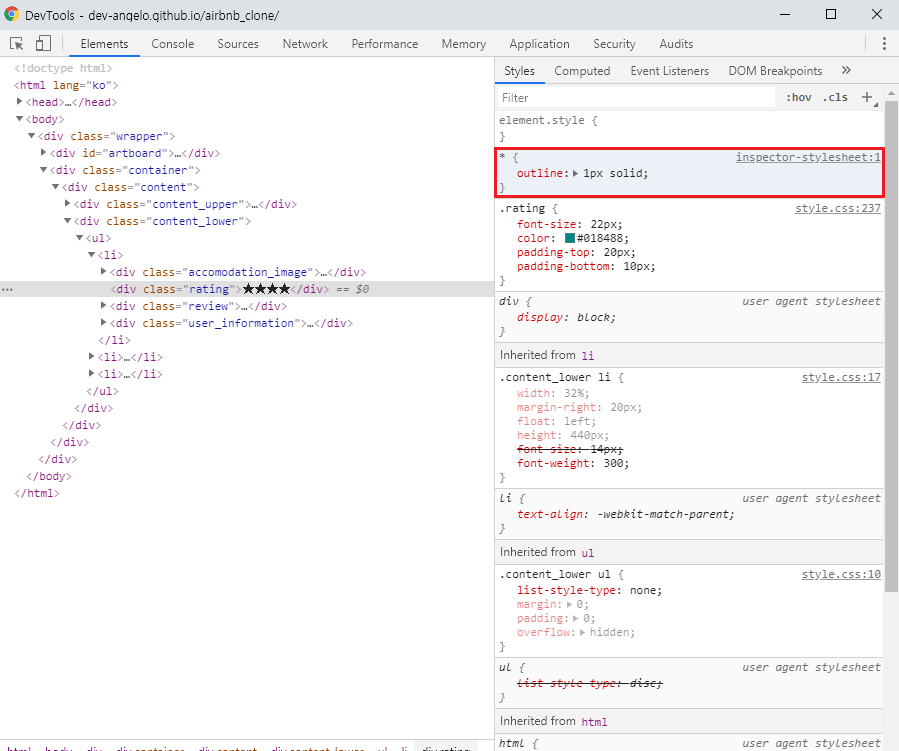 DevTools - dev-angelo.github.io/airbnb_clone/
Elements Console Sources Network Performance Memory Application Security Audits
<!doctype html>
<html lang="ko">
<head>…</head>
<body>
<div class="wrapper">
<div id="artboard">…</div>
<div class="container">
<div class="content">
<div class="content_upper">…</div>
<div class="content_lower">
<ul>
<li>
<div class="accomodation_image">…</div>
<div class="rating">★★★★</div> == $0
<div class="review">…</div>
<div class="user_information">…</div>
</li>
<li>…</li>
<li>…</li>
</ul>
</div>
</div>
</div>
</div>
</body>
</html>
html body div div.container div.content div.content_lower ul li div.rating
Styles Computed Event Listeners DOM Breakpoints »
Filter :hov .cls +
element.style {
}
* { inspector-stylesheet:1
outline: 1px solid;
}
.rating { style.css:237
font-size: 22px;
color: #018488;
padding-top: 20px;
padding-bottom: 10px;
}
div { user agent stylesheet
display: block;
}
Inherited from li
.content_lower li { style.css:17
width: 32%;
margin-right: 20px;
float: left;
height: 440px;
font-size: 14px;
font-weight: 300;
}
li { user agent stylesheet
text-align: -webkit-match-parent;
}
Inherited from ul
.content_lower ul { style.css:10
list-style-type: none;
margin: 0;
padding: 0;
overflow: hidden;
}
ul { user agent stylesheet
list-style-type: disc;
}
Inherited from html
html { user agent stylesheet